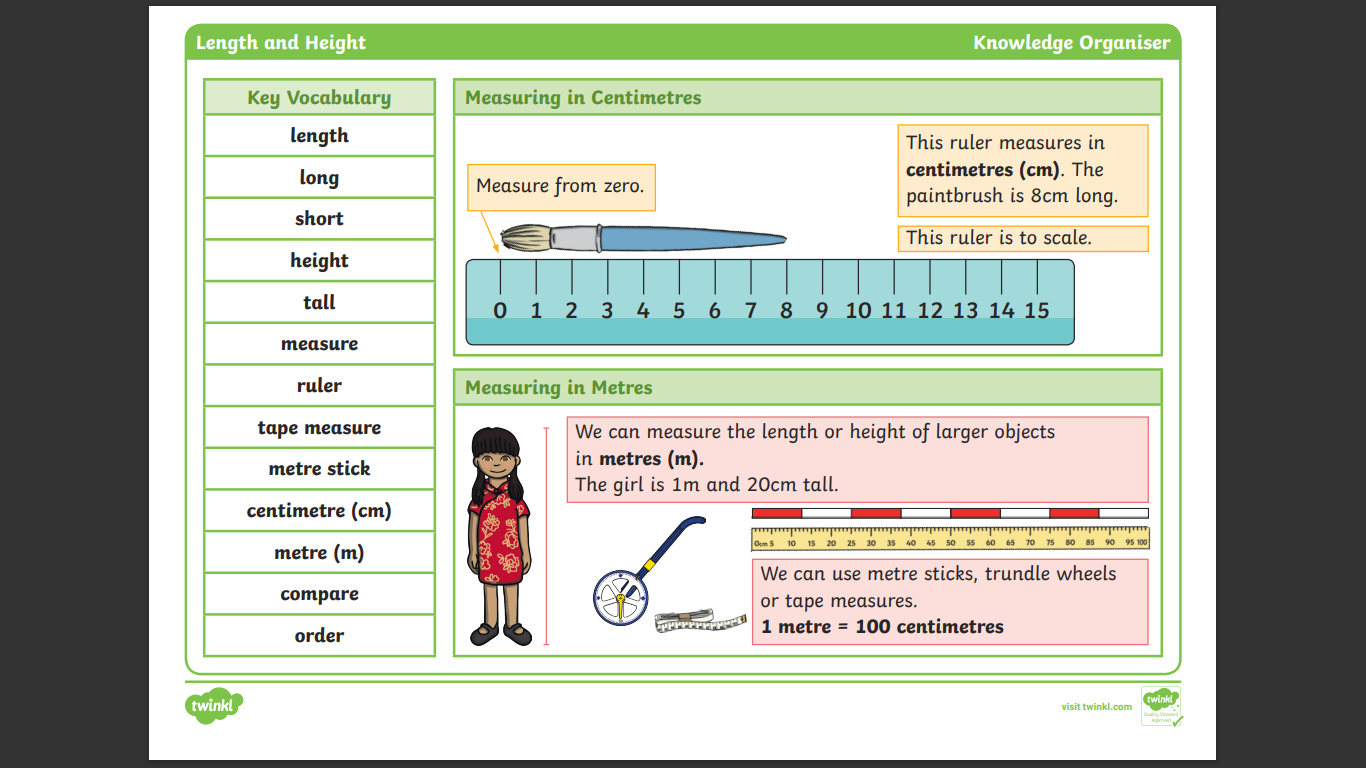 Length and Height
Knowledge Organiser
Key Vocabulary
length
long
short
height
tall
measure
ruler
tape measure
metre stick
centimetre (cm)
metre (m)
compare
order
Measuring in Centimetres
Measure from zero.
This ruler measures in
centimetres (cm). The
paintbrush is 8cm long.
This ruler is to scale.
0 1 2 3 4 5 6 7 8 9 10 11 12 13 14 15
Measuring in Metres
We can measure the length or height of larger objects
in metres (m).
The girl is 1m and 20cm tall.
0cm 5 10 15 20 25 30 35 40 45 50 55 60 65 70 75 80 85 90 95 100
We can use metre sticks, trundle wheels
or tape measures.
1 metre = 100 centimetres
twinkl
visit twinkl.com
twinkl
Quality Standard
Approved